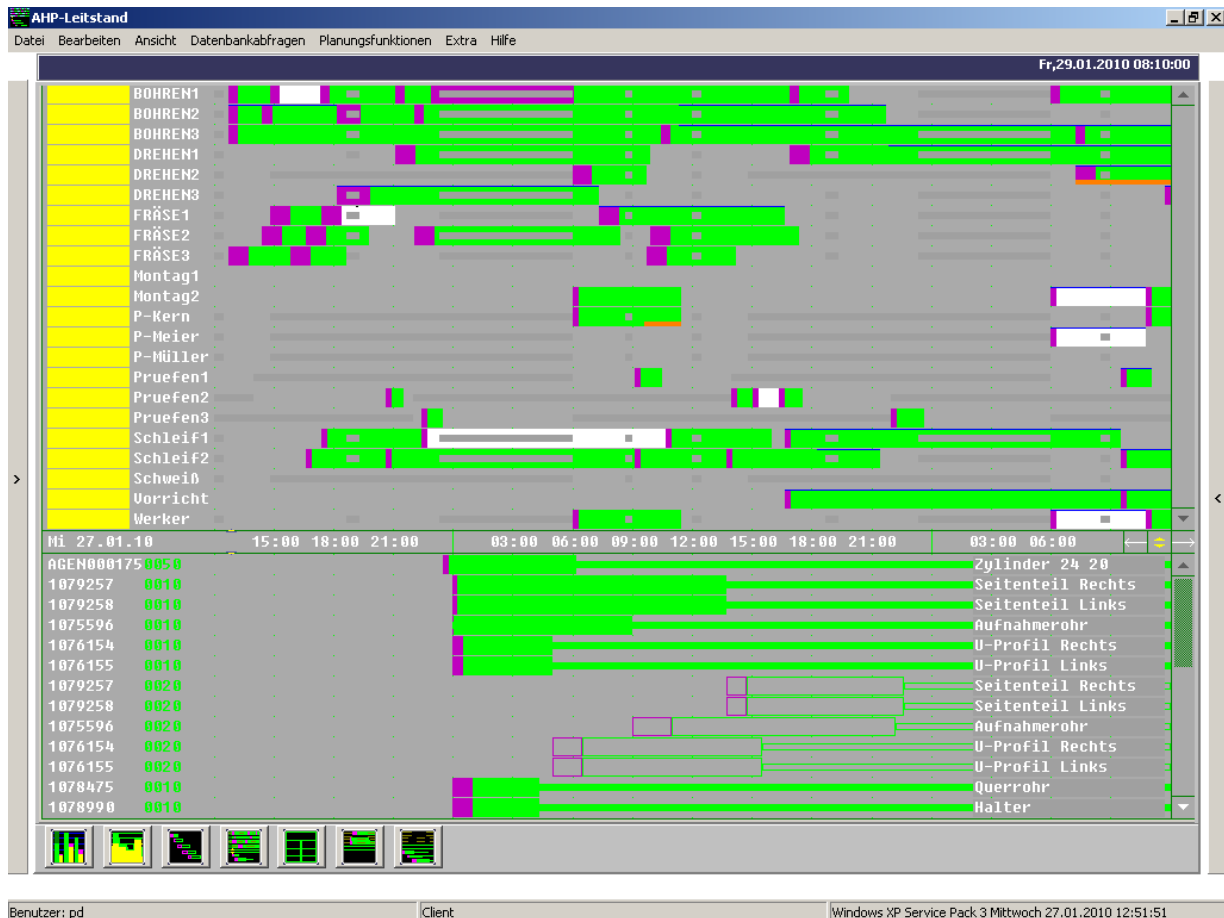 AHP-Leitstand
Datei Bearbeiten Ansicht Datenbankabfragen Planungsfunktionen Extra Hilfe
Fr,29.01.2010 08:10:00
BOHREN1
BOHREN2
BOHREN3
DREHEN1
DREHEN2
DREHEN3
FRÄSE1
FRÄSE2
FRÄSE3
Montag1
Montag2
P-Kern
P-Meier
P-Müller
Pruefen1
Pruefen2
Pruefen3
Schleif1
Schleif2
Schweiß
Vorricht
Werker
> <
Mi 27.01.10 15:00 18:00 21:00 03:00 06:00 09:00 12:00 15:00 18:00 21:00 03:00 06:00
AGEN000175 0050 Zylinder 24 20
1079257 0010 Seitenteil Rechts
1079258 0010 Seitenteil Links
1075596 0010 Aufnahmerohr
1076154 0010 U-Profil Rechts
1076155 0010 U-Profil Links
1079257 0020 Seitenteil Rechts
1079258 0020 Seitenteil Links
1075596 0020 Aufnahmerohr
1076154 0020 U-Profil Rechts
1076155 0020 U-Profil Links
1078475 0010 Querrohr
1078990 0010 Halter
Benutzer: pd Client Windows XP Service Pack 3 Mittwoch 27.01.2010 12:51:51